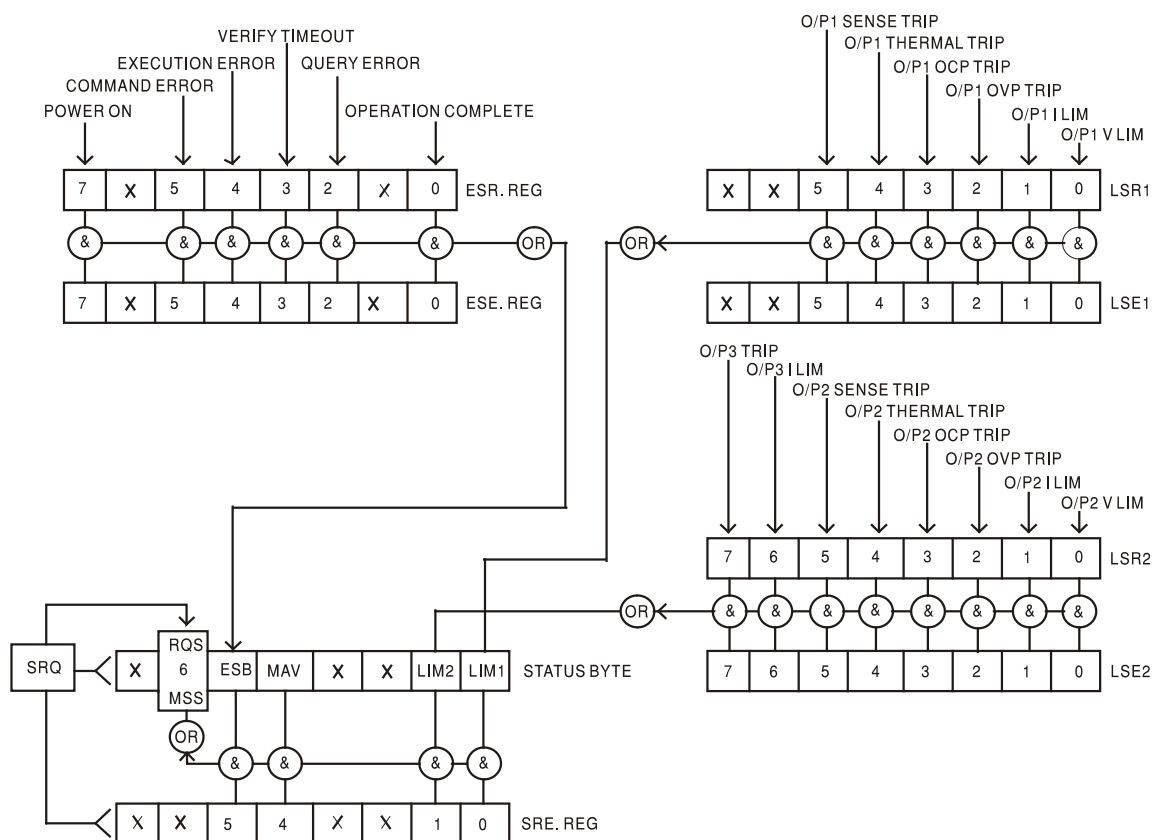 VERIFY TIMEOUT
EXECUTION ERROR QUERY ERROR
COMMAND ERROR
POWER ON OPERATION COMPLETE
7 X 5 4 3 2 X 0 ESR. REG
& & & & & & OR
7 X 5 4 3 2 X 0 ESE. REG
O/P1 SENSE TRIP
O/P1 THERMAL TRIP
O/P1 OCP TRIP
O/P1 OVP TRIP
O/P1 I LIM
O/P1 V LIM
X X 5 4 3 2 1 0 LSR1
OR & & & & & &
X X 5 4 3 2 1 0 LSE1
O/P3 TRIP
O/P3 I LIM
O/P2 SENSE TRIP
O/P2 THERMAL TRIP
O/P2 OCP TRIP
O/P2 OVP TRIP
O/P2 I LIM
O/P2 V LIM
7 6 5 4 3 2 1 0 LSR2
OR & & & & & & & &
7 6 5 4 3 2 1 0 LSE2
RQS
SRQ X 6 ESB MAV X X LIM2 LIM1 STATUS BYTE
MSS
OR
& & & &
X X 5 4 X X 1 0 SRE. REG